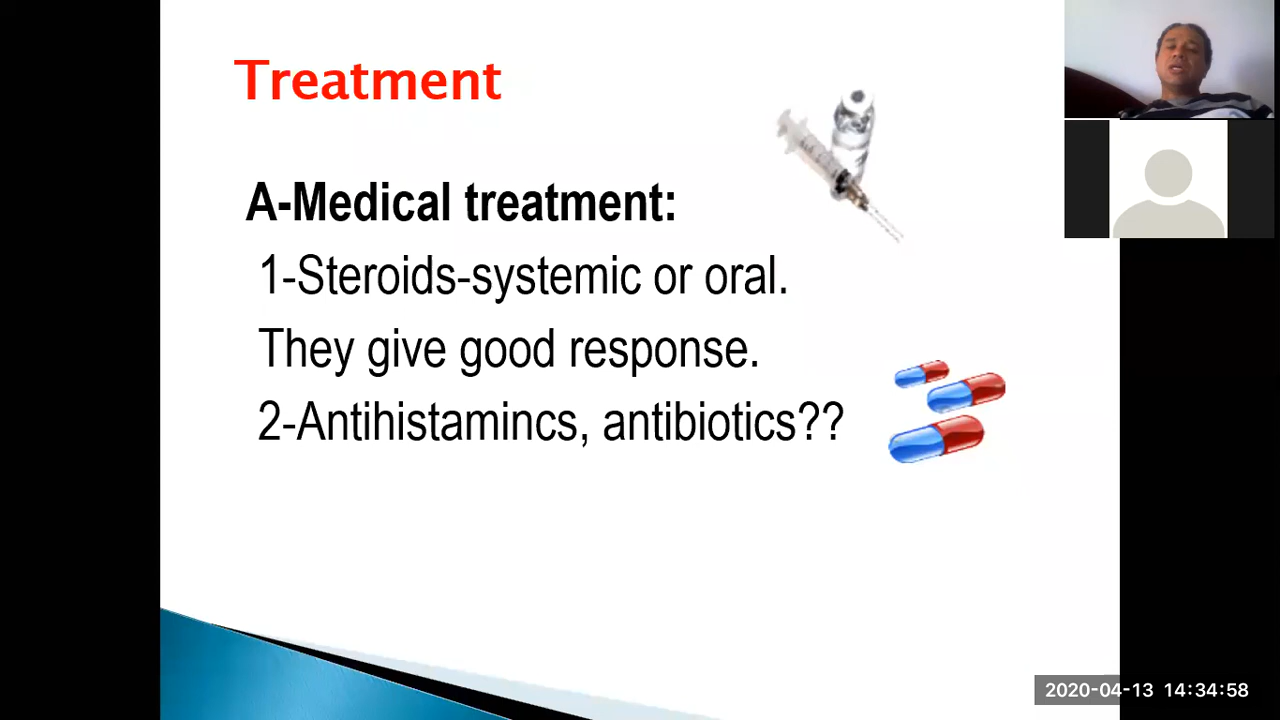 Treatment
A-Medical treatment:
1-Steroids-systemic or oral.
They give good response.
2-Antihistamincs, antibiotics??
2020-04-13 14:34:58